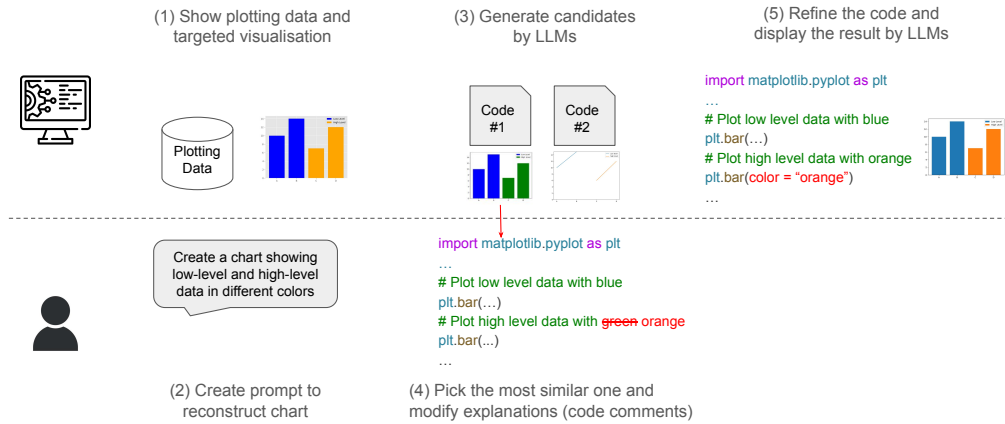 (1) Show plotting data and
targeted visualisation
(3) Generate candidates
by LLMs
(5) Refine the code and
display the result by LLMs
Plotting
Data
Code
#1
Code
#2
import matplotlib.pyplot as plt
…
# Plot low level data with blue
plt.bar(…)
# Plot high level data with orange
plt.bar(color = “orange”)
…
Create a chart showing
low-level and high-level
data in different colors
import matplotlib.pyplot as plt
…
# Plot low level data with blue
plt.bar(…)
# Plot high level data with green orange
plt.bar(...)
…
(2) Create prompt to
reconstruct chart
(4) Pick the most similar one and
modify explanations (code comments)